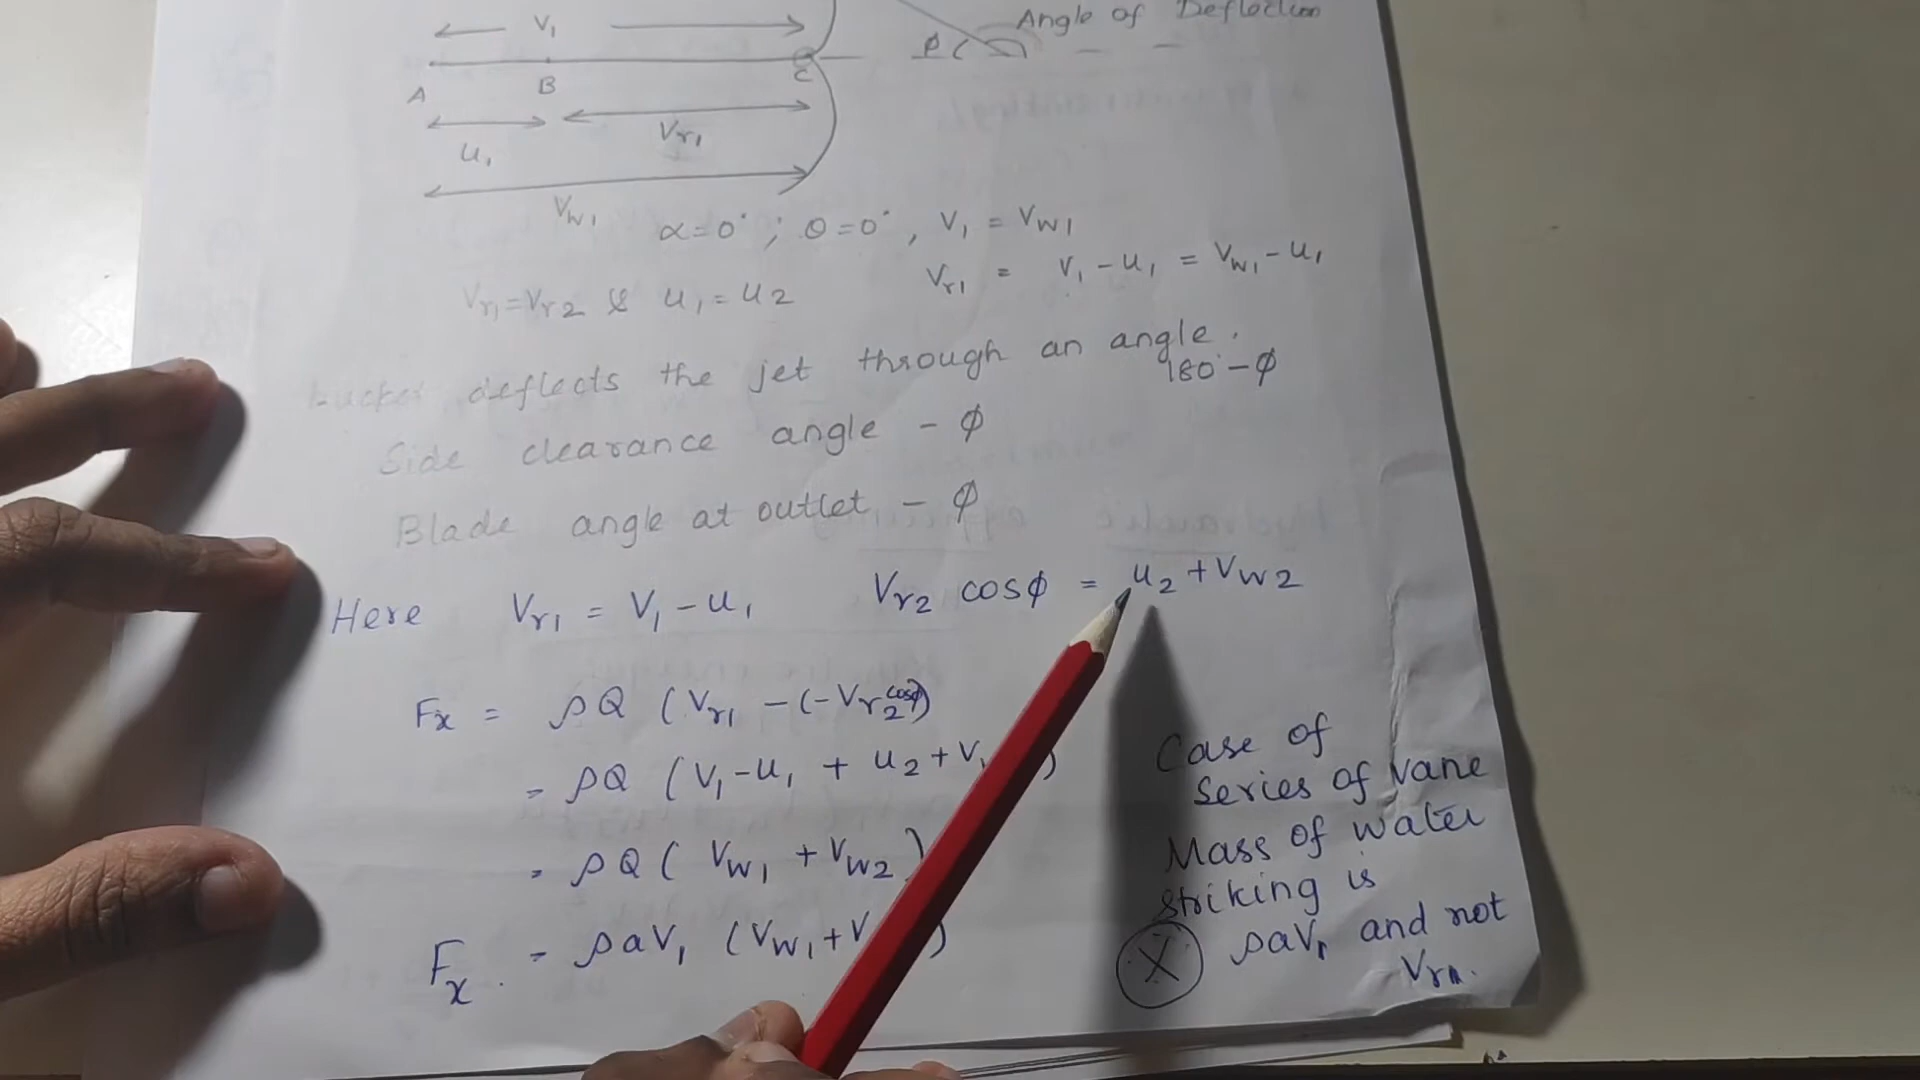 V₁
Angle of Deflection
ϕ
A B C
u₁ Vr₁
Vw₁
α=0° ; θ=0° , V₁ = Vw₁
Vr₁=Vr₂ & u₁=u₂ Vr₁ = V₁-u₁ = Vw₁-u₁
bucket deflects the jet through an angle.
180°-ϕ
Side clearance angle - ϕ
Blade angle at outlet - ϕ
Here Vr₁ = V₁-u₁ Vr₂ cosϕ = u₂+Vw₂
Fx = ρQ (Vr₁ -(-Vr₂cosϕ)
= ρQ (V₁-u₁ + u₂+V )
= ρQ ( Vw₁ +Vw₂)
Fx = ρaV₁ (Vw₁+V )
Case of
Series of vane
Mass of water
striking is
X ρaV₁ and not
Vr₁.